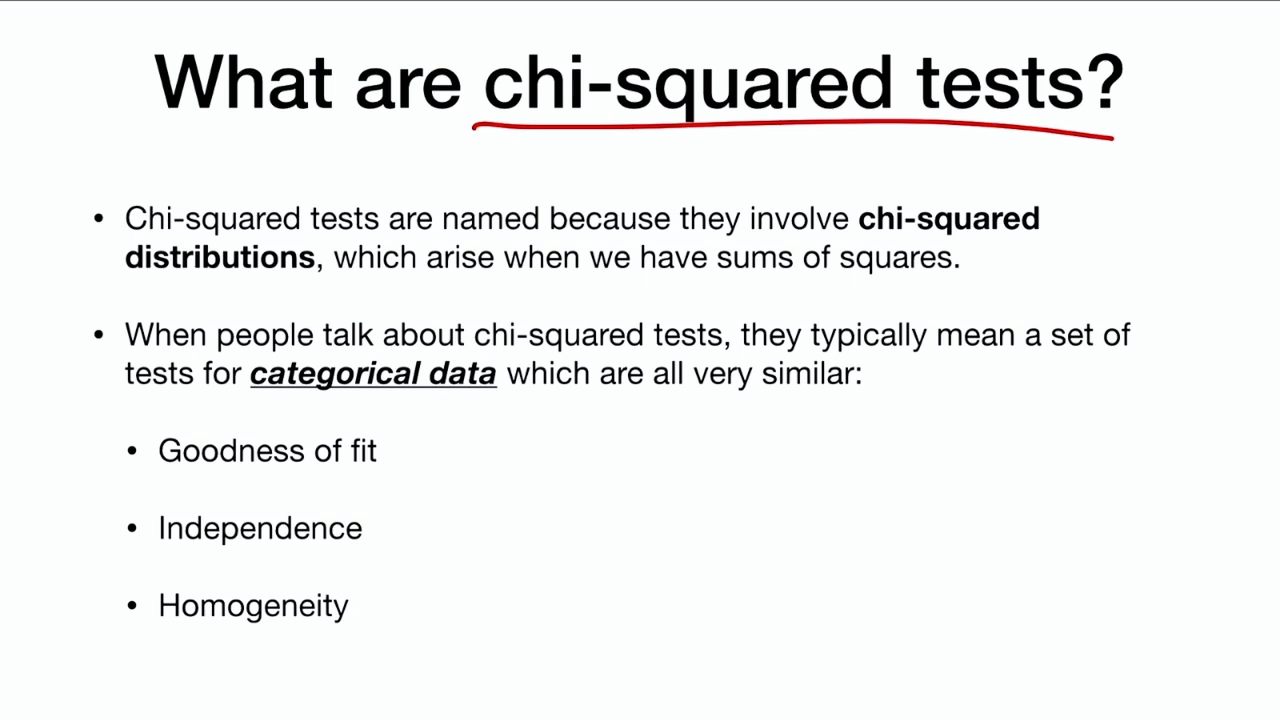 What are chi-squared tests?
• Chi-squared tests are named because they involve chi-squared
distributions, which arise when we have sums of squares.
• When people talk about chi-squared tests, they typically mean a set of
tests for categorical data which are all very similar:
• Goodness of fit
• Independence
• Homogeneity